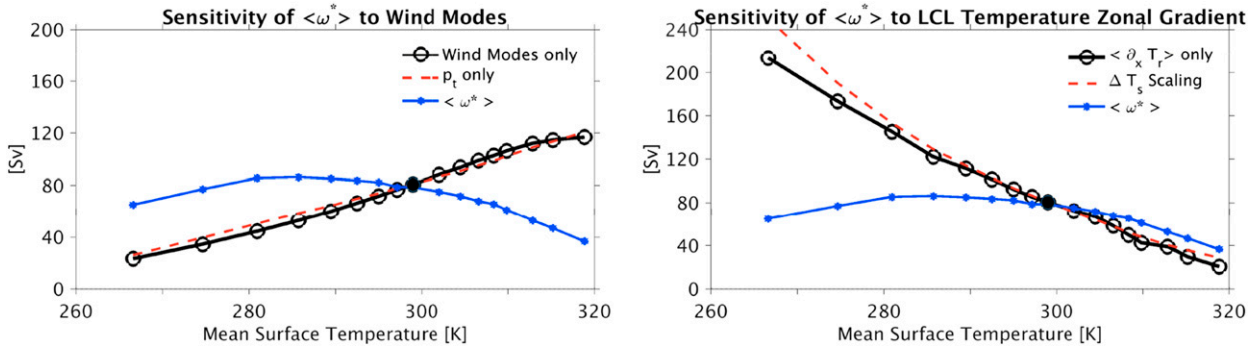 Sensitivity of <ω*> to Wind Modes
200
160
120
80
40
0
[Sv]
Wind Modes only
p_t only
< ω* >
260
280
300
320
Mean Surface Temperature [K]
Sensitivity of <ω*> to LCL Temperature Zonal Gradient
240
200
160
120
80
40
0
[Sv]
< ∂_x T_r> only
Δ T_s Scaling
< ω* >
260
280
300
320
Mean Surface Temperature [K]